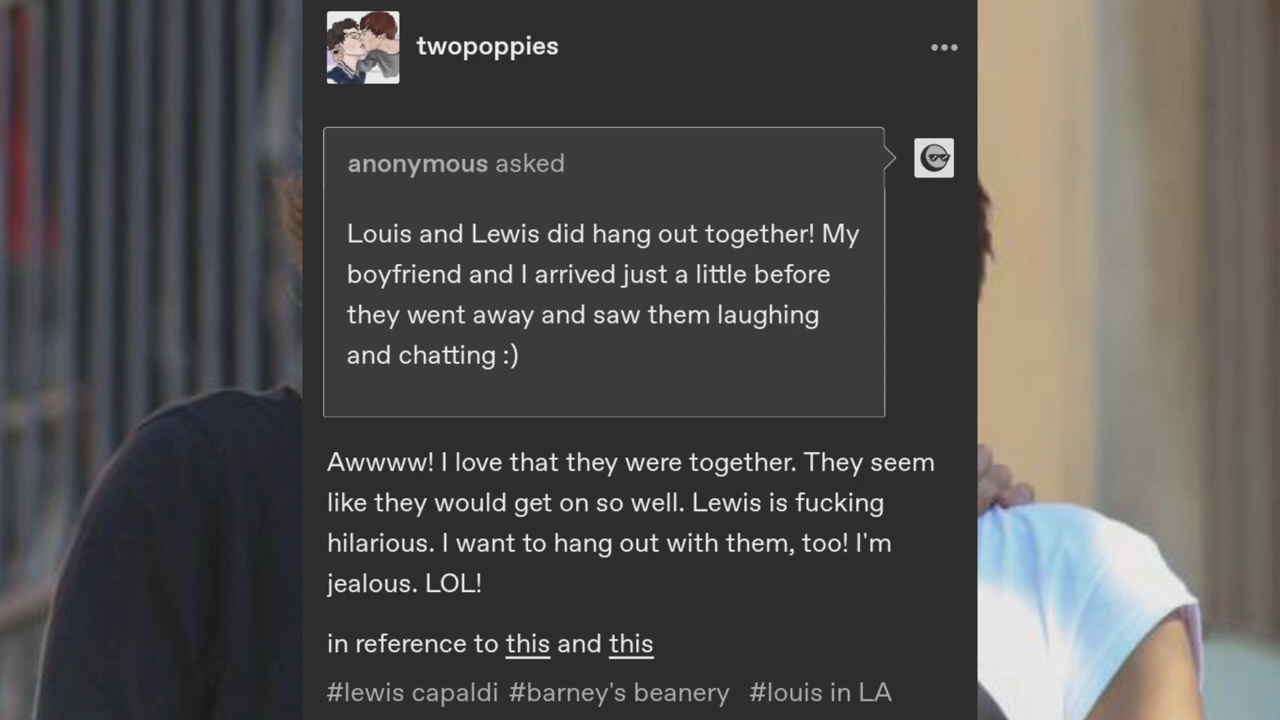 twopoppies
anonymous asked
Louis and Lewis did hang out together! My
boyfriend and I arrived just a little before
they went away and saw them laughing
and chatting :)
Awwww! I love that they were together. They seem
like they would get on so well. Lewis is fucking
hilarious. I want to hang out with them, too! I'm
jealous. LOL!
in reference to this and this
#lewis capaldi #barney's beanery #louis in LA